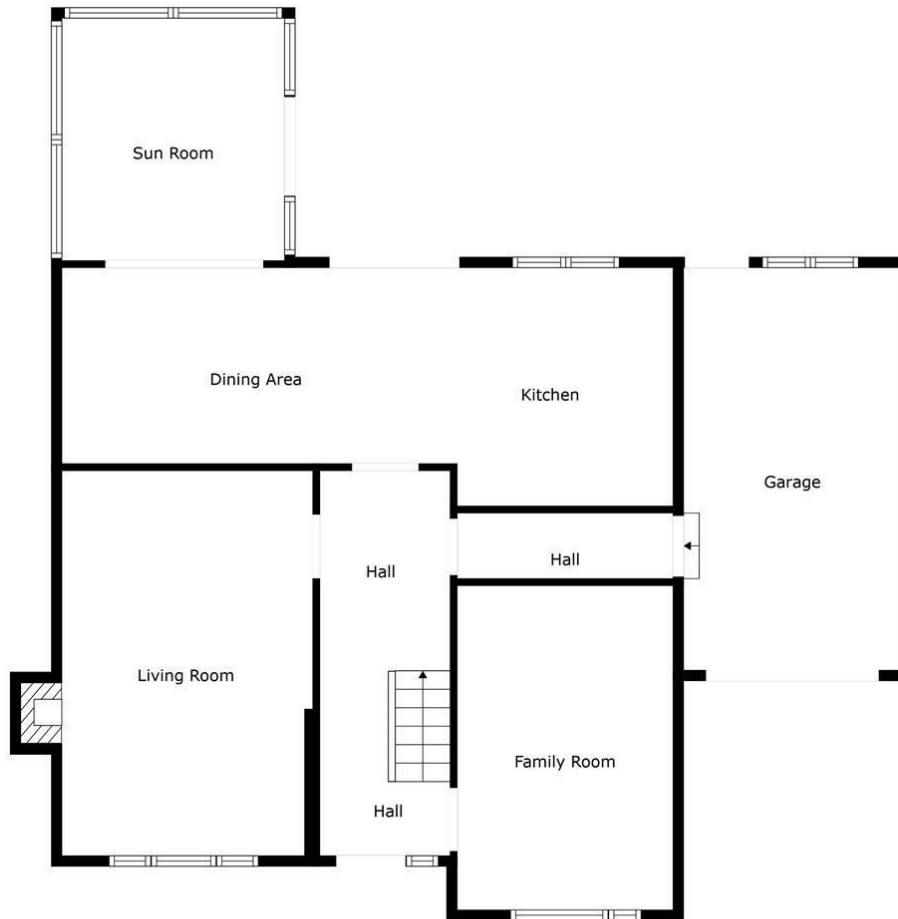 Sun Room
Dining Area
Kitchen
Garage
Hall
Hall
Living Room
Family Room
Hall